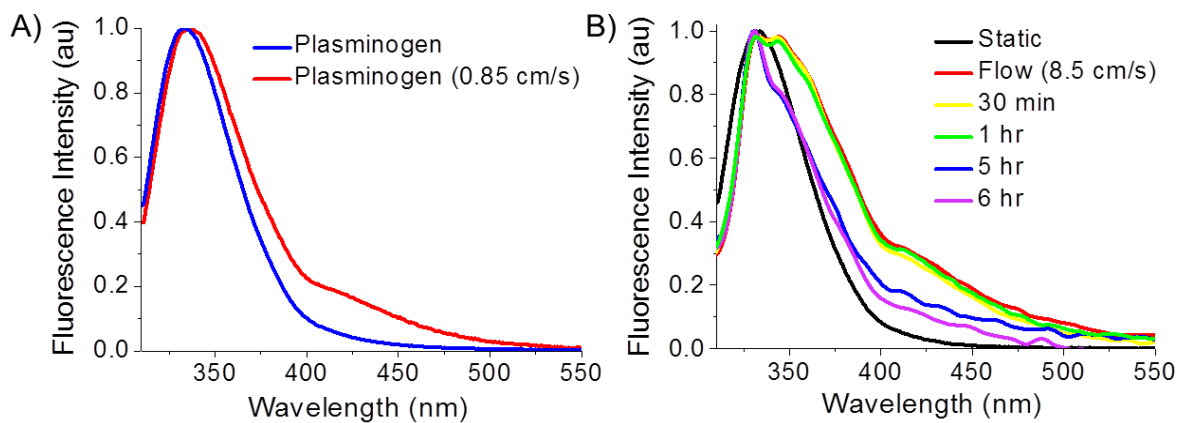 A)
Fluorescence Intensity (au)
1.0
0.8
0.6
0.4
0.2
0.0
Plasminogen
Plasminogen (0.85 cm/s)
350
400
450
500
550
Wavelength (nm)
B)
Fluorescence Intensity (au)
1.0
0.8
0.6
0.4
0.2
0.0
Static
Flow (8.5 cm/s)
30 min
1 hr
5 hr
6 hr
350
400
450
500
550
Wavelength (nm)